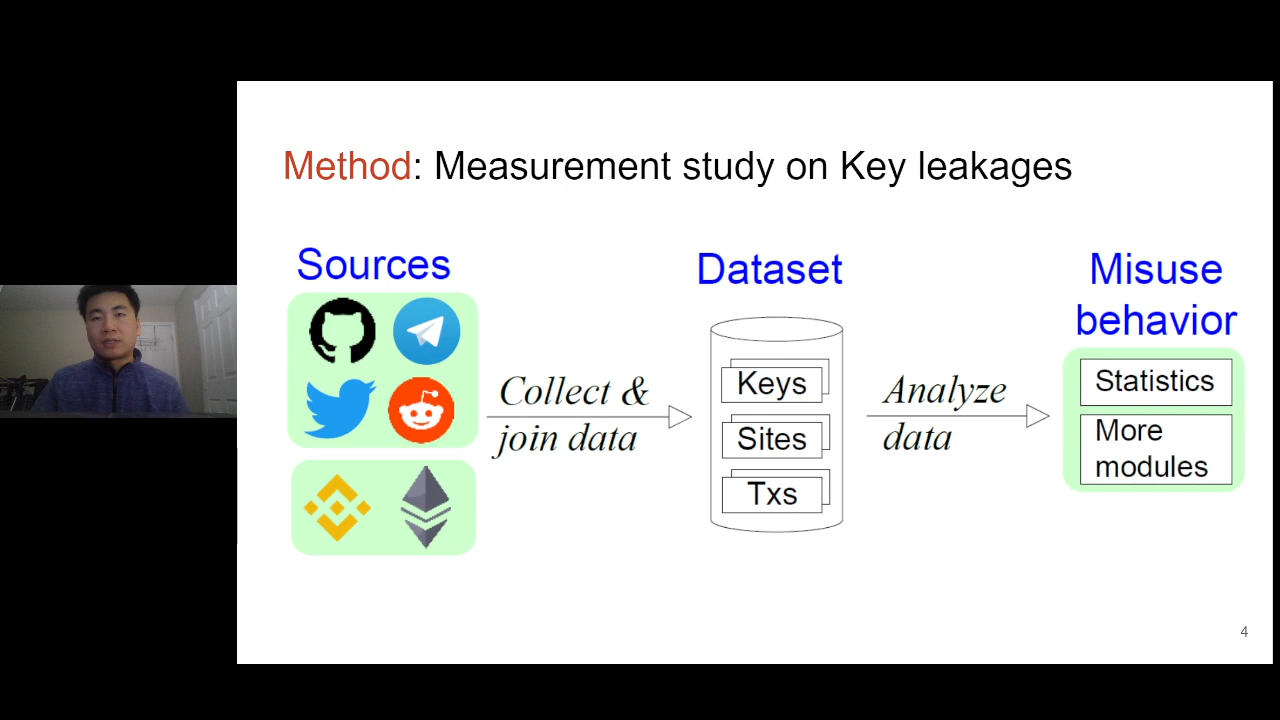 Method: Measurement study on Key leakages
Sources
Collect &
join data
Dataset
Keys
Sites
Txs
Analyze
data
Misuse
behavior
Statistics
More
modules
4